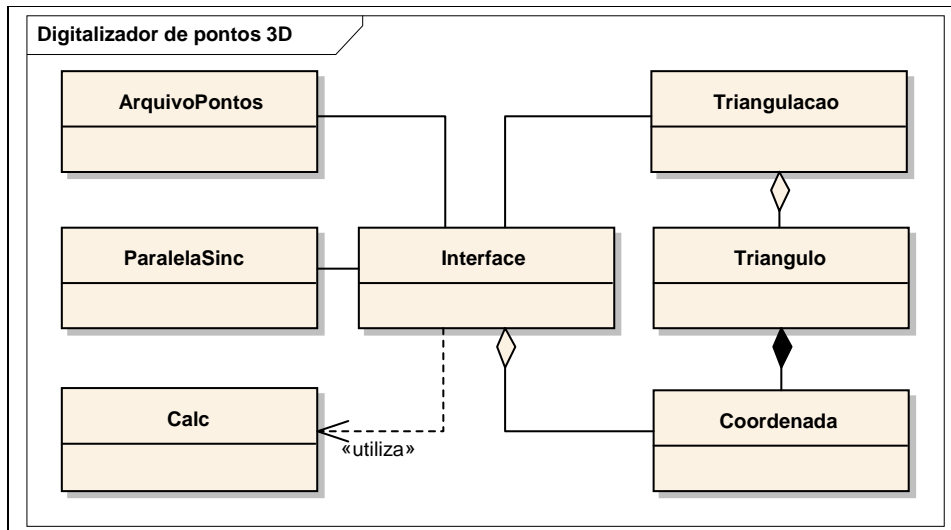 Digitalizador de pontos 3D
ArquivoPontos
Triangulacao
ParalelaSinc
Interface
Triangulo
Calc
«utiliza»
Coordenada